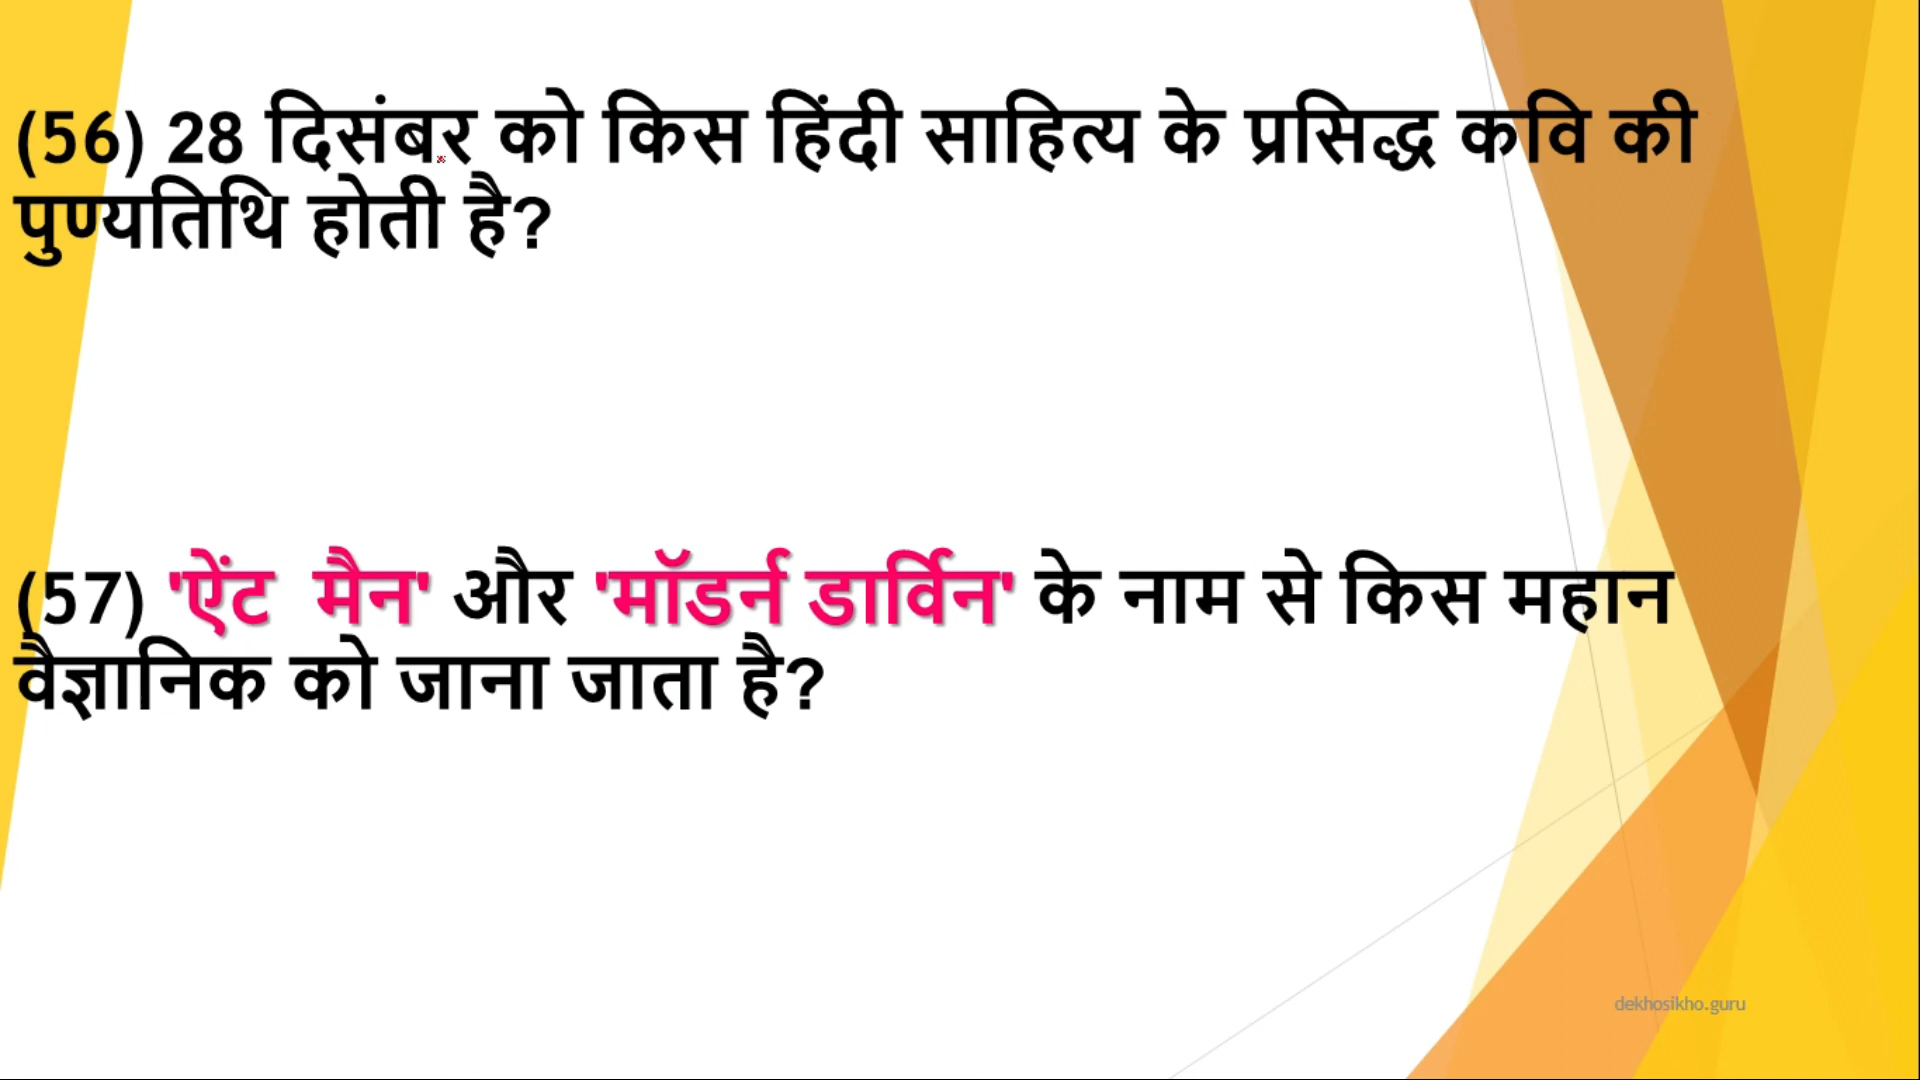 (56) 28 दिसंबर को किस हिंदी साहित्य के प्रसिद्ध कवि की
पुण्यतिथि होती है?
(57) 'ऐंट  मैन' और 'मॉडर्न डार्विन' के नाम से किस महान
वैज्ञानिक को जाना जाता है?
dekhosikho.guru